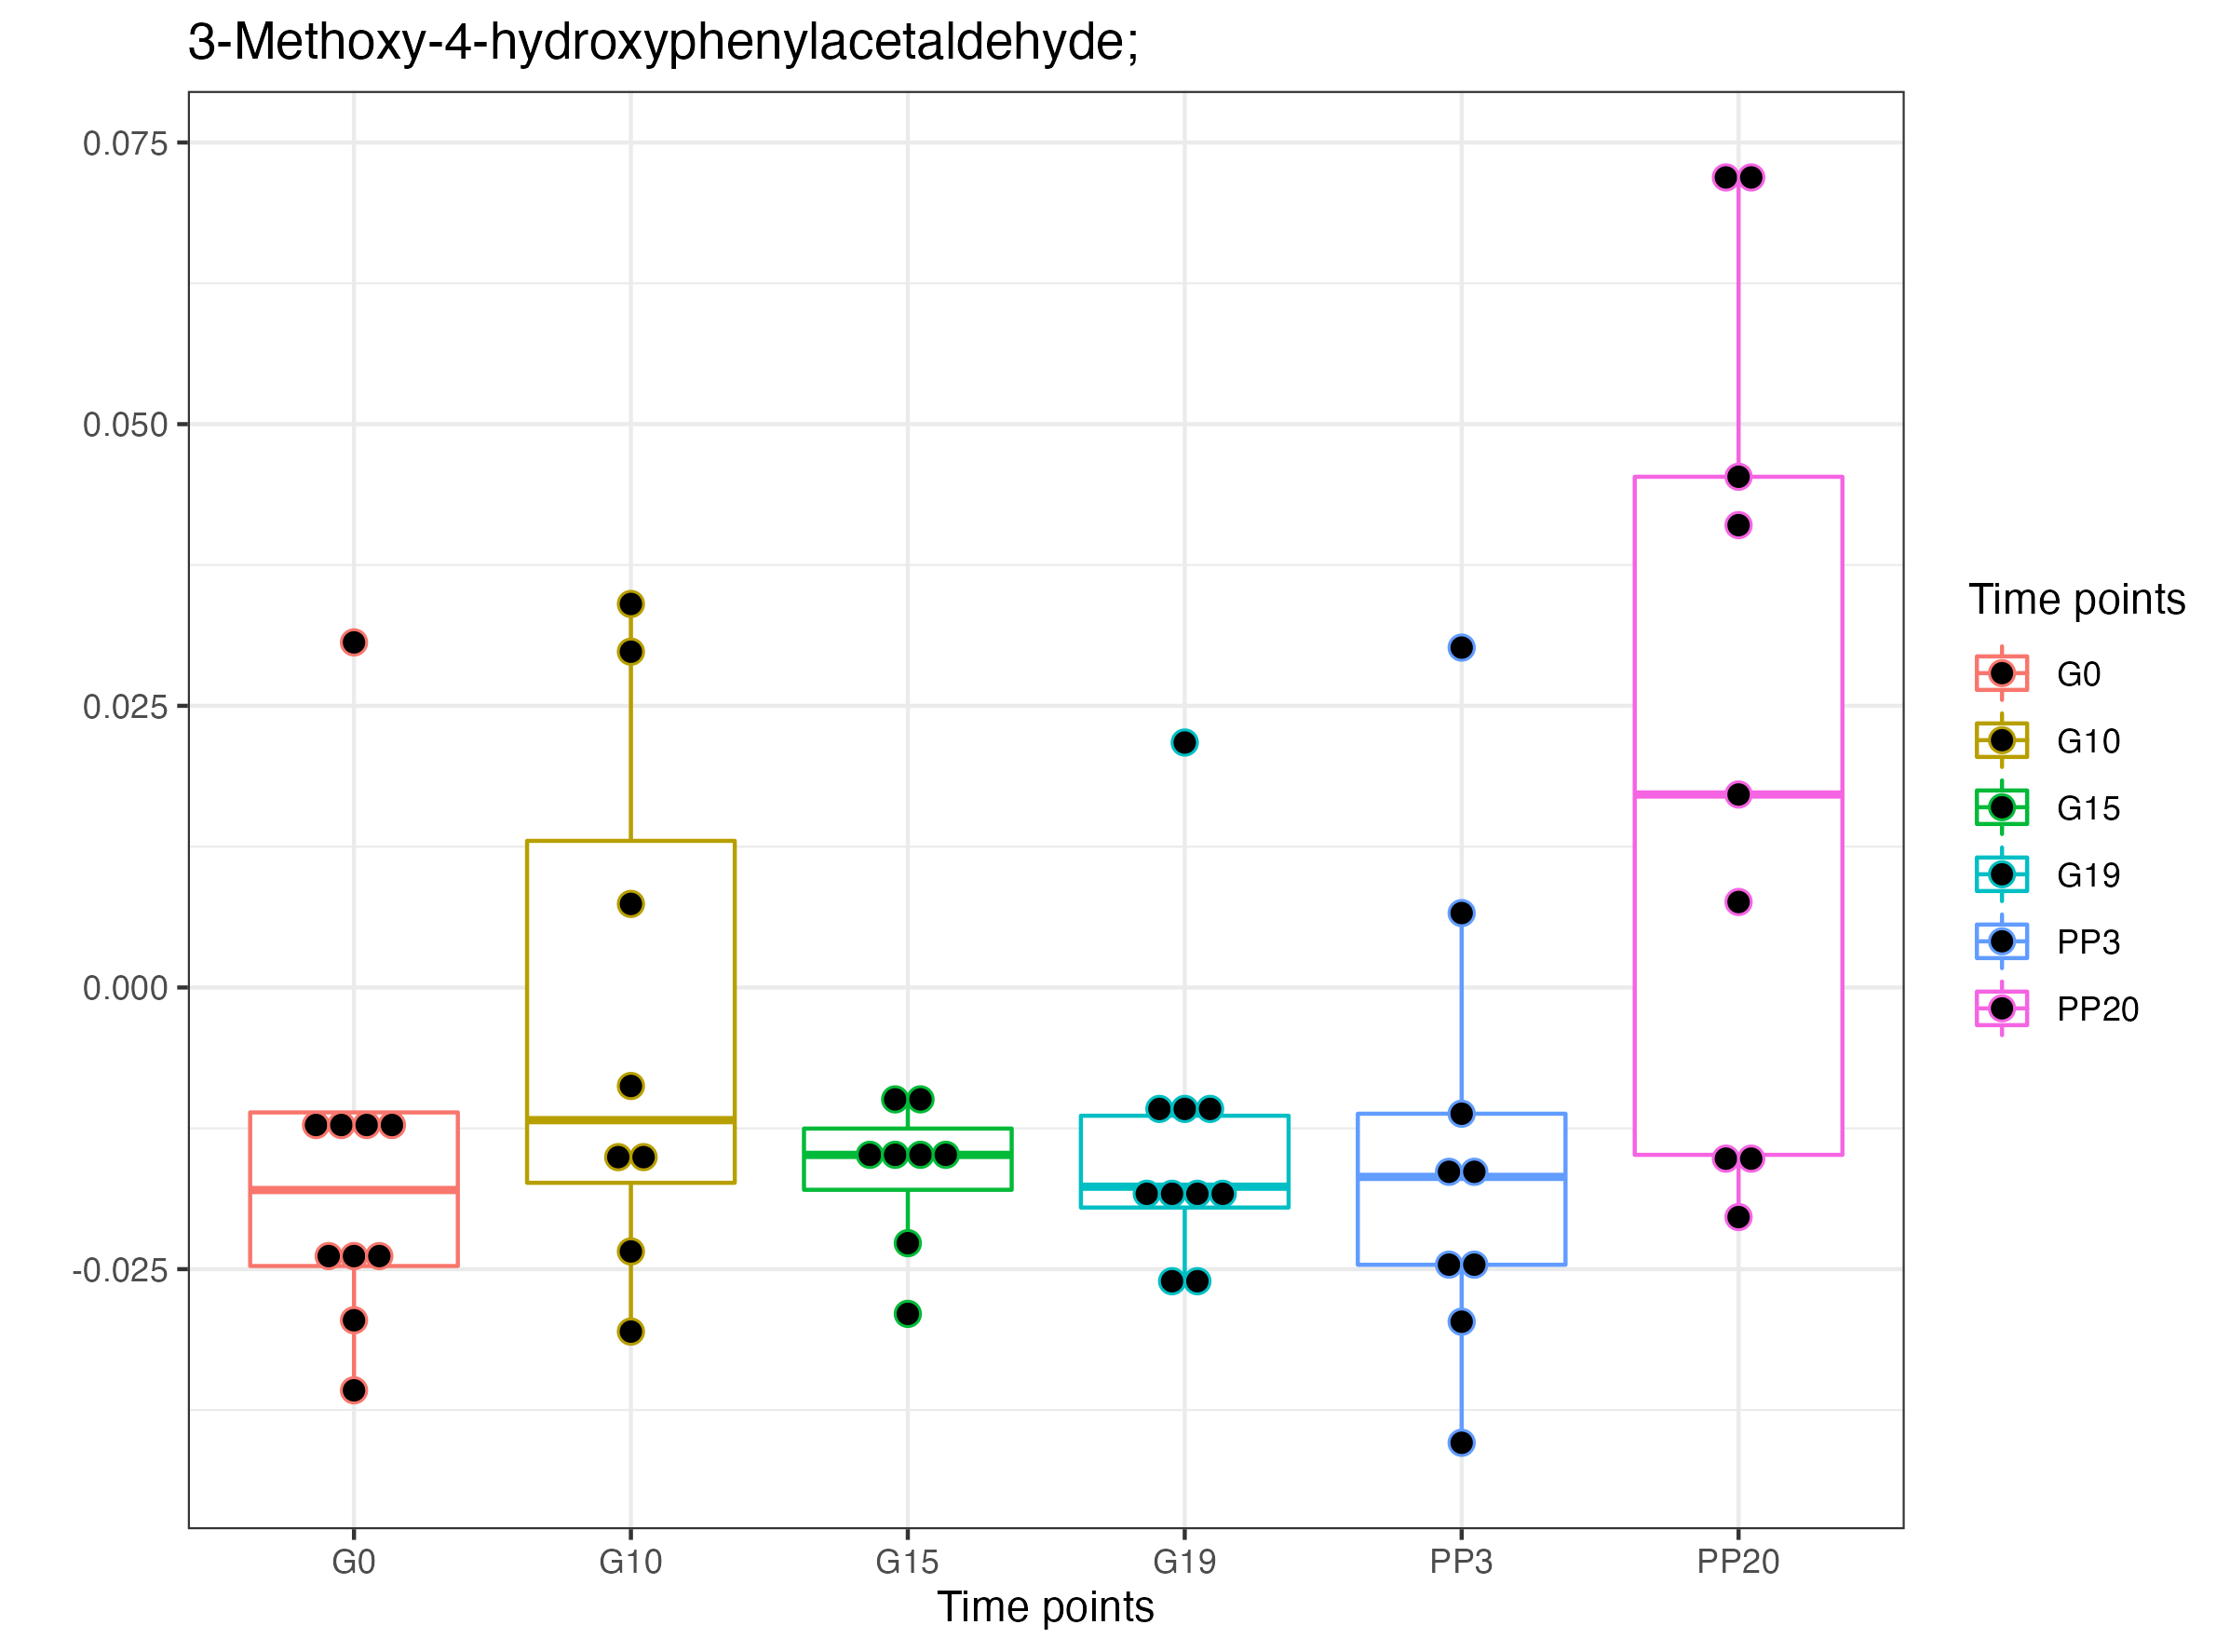 3-Methoxy-4-hydroxyphenylacetaldehyde;
0.075
0.050
0.025
0.000
-0.025
G0 G10 G15 G19 PP3 PP20
Time points
Time points
G0
G10
G15
G19
PP3
PP20